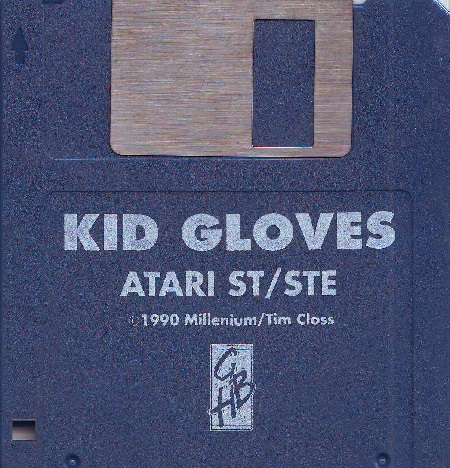 KID GLOVES
ATARI ST/STE
©1990 Millenium/Tim Closs
GBH